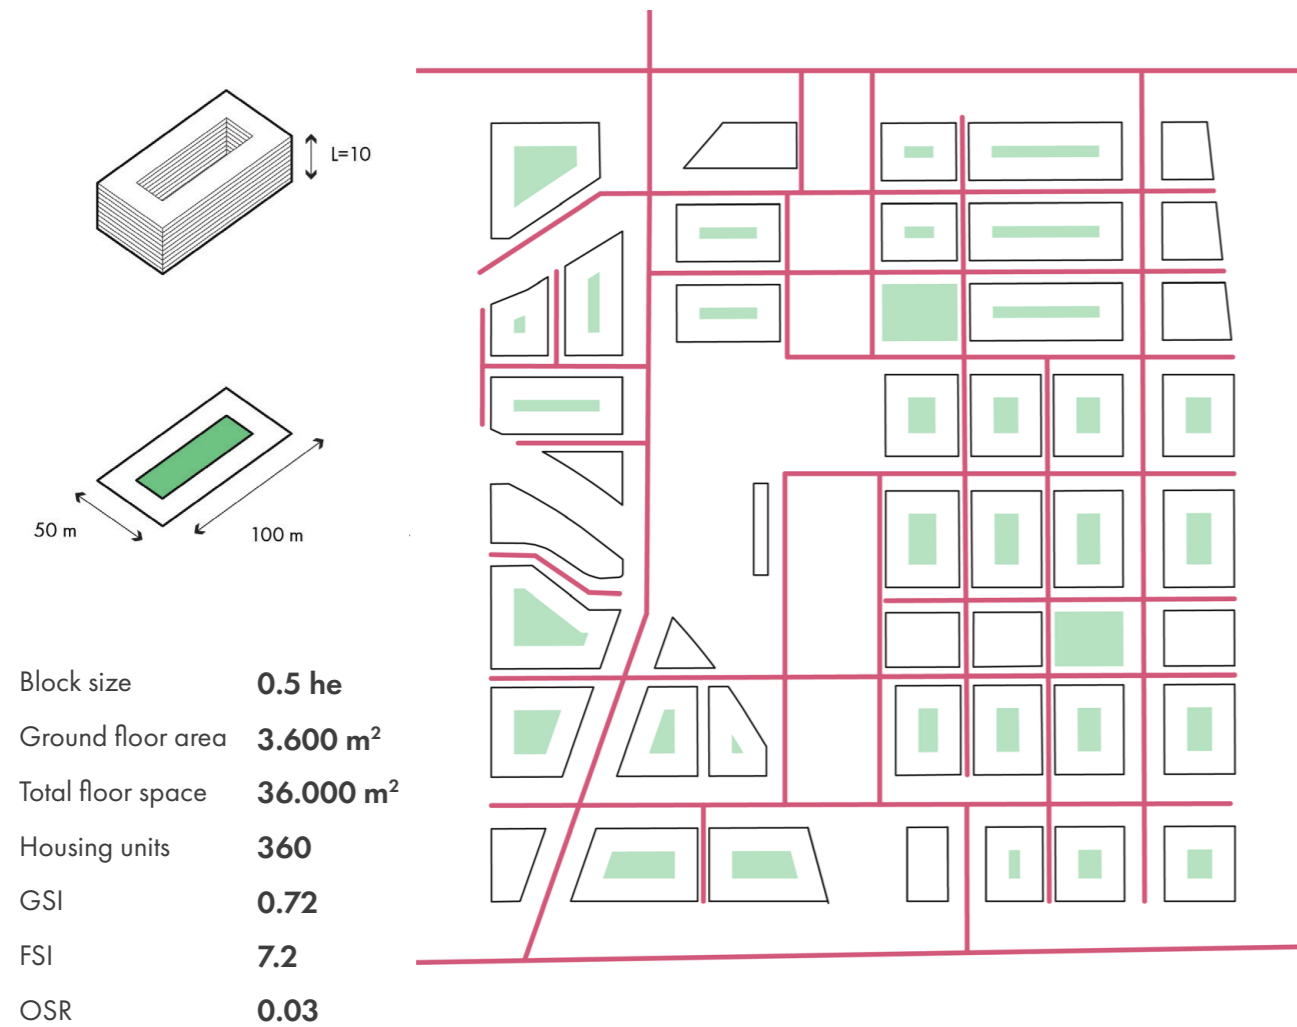 L=10
50 m
100 m
Block size 0.5 he
Ground floor area 3.600 m²
Total floor space 36.000 m²
Housing units 360
GSI 0.72
FSI 7.2
OSR 0.03